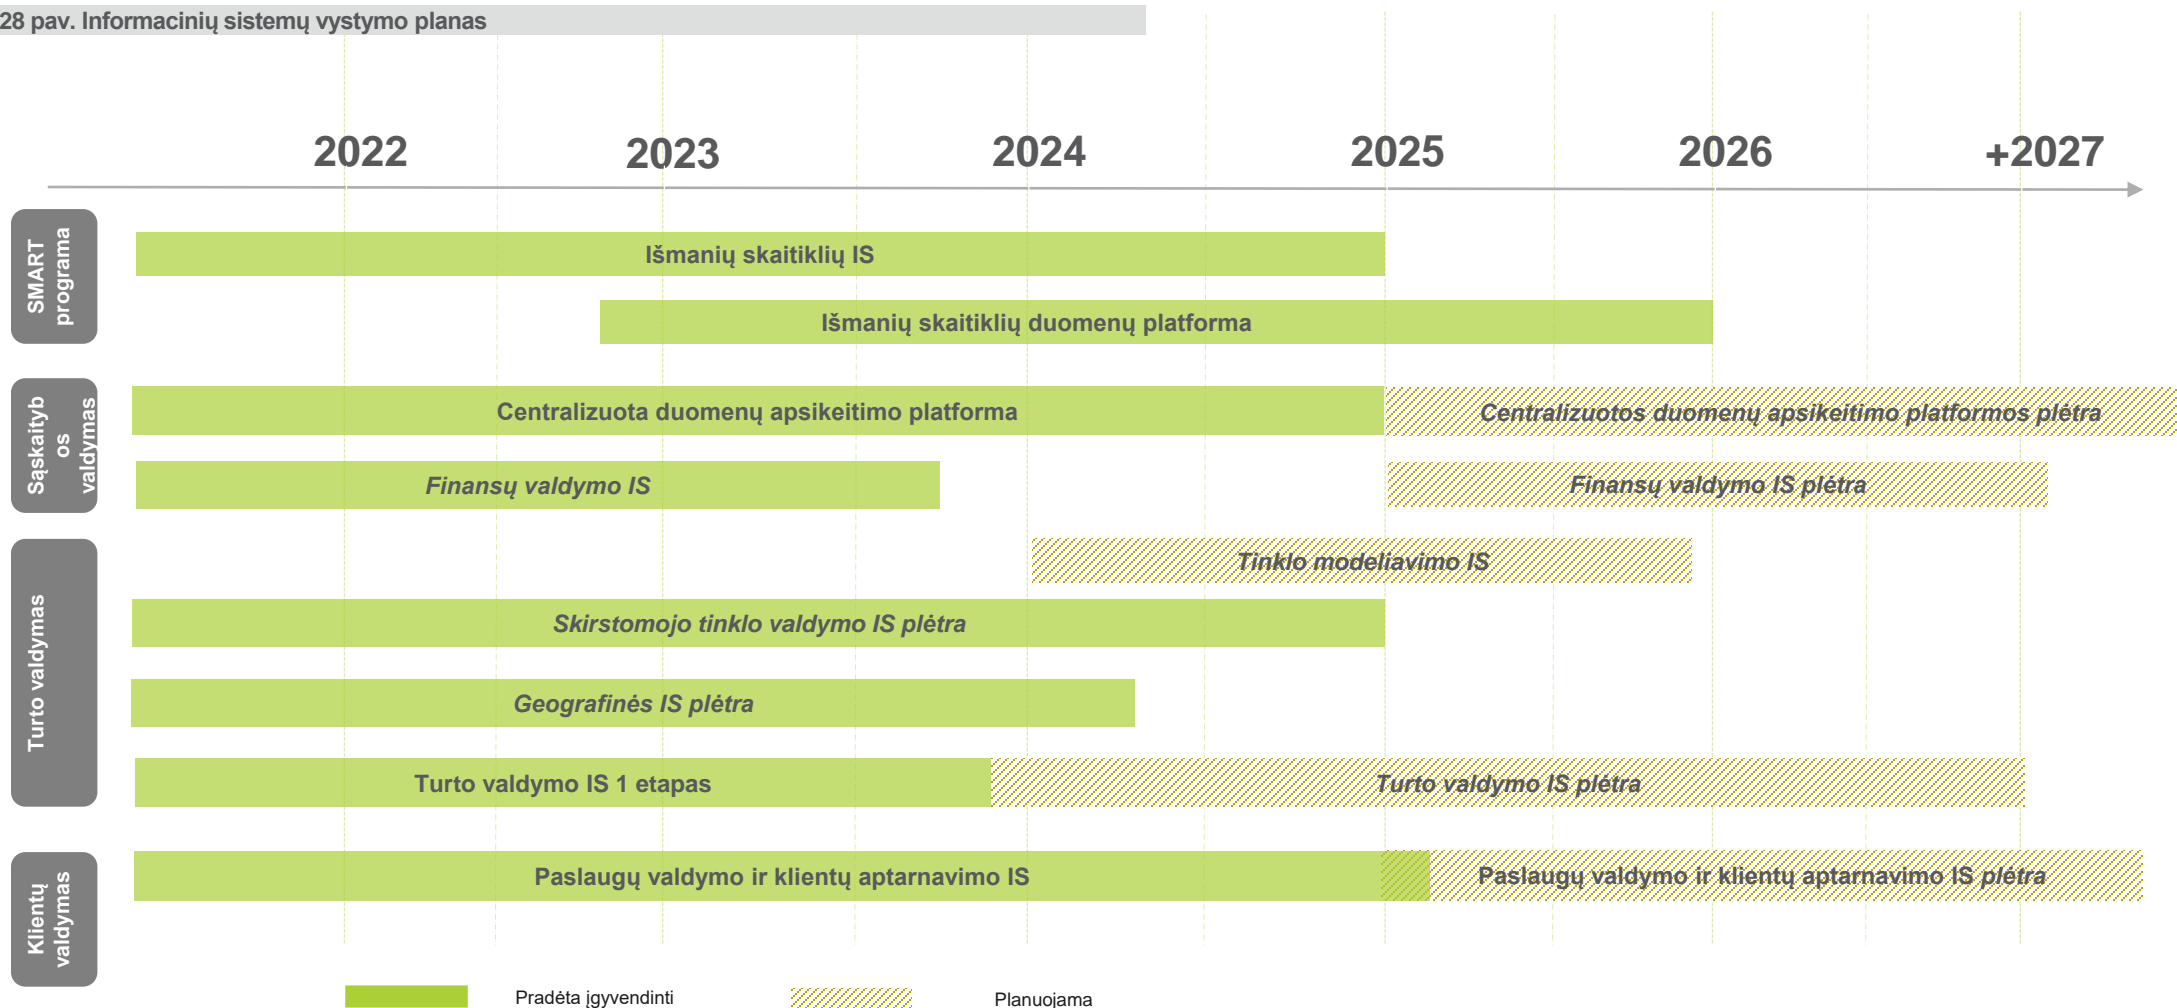 28 pav. Informacinių sistemų vystymo planas
2022
2023
2024
2025
2026
+2027
SMART
programa
Išmanių skaitiklių IS
Išmanių skaitiklių duomenų platforma
Sąskaityb
os
valdymas
Centralizuota duomenų apsikeitimo platforma
Centralizuotos duomenų apsikeitimo platformos plėtra
Finansų valdymo IS
Finansų valdymo IS plėtra
Turto valdymas
Tinklo modeliavimo IS
Skirstomojo tinklo valdymo IS plėtra
Geografinės IS plėtra
Turto valdymo IS 1 etapas
Turto valdymo IS plėtra
Klientų
valdymas
Paslaugų valdymo ir klientų aptarnavimo IS
Paslaugų valdymo ir klientų aptarnavimo IS plėtra
Pradėta įgyvendinti
Planuojama